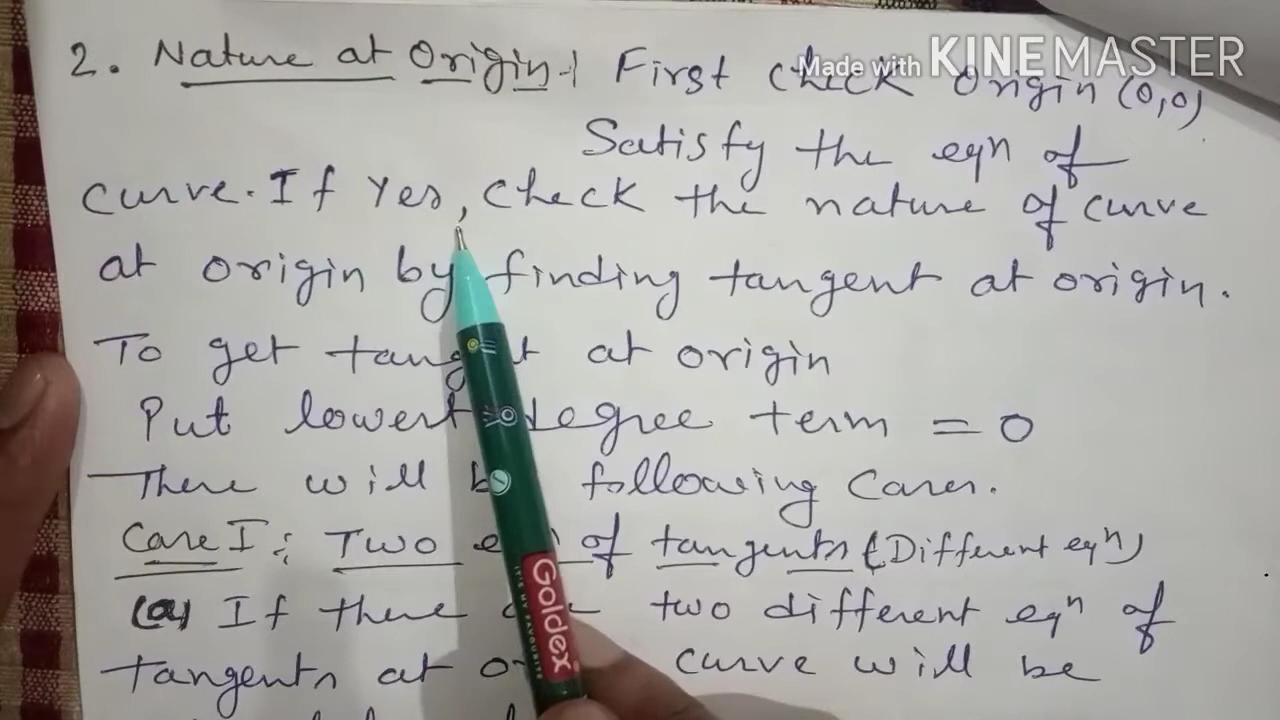 2. Nature at Origin :- First check Origin (0,0)
Made with KINEMASTER
Satisfy the eqn of
curve. If Yes, check the nature of curve
at origin by finding tangent at origin.
To get at origin
Put lowest degree term = 0
There will following Cases.
Case I : Two of tangents (Different eqn)
(a) If there two different eqn of
tangents at curve will be
Goldex
IT'S MY FAVOURITE